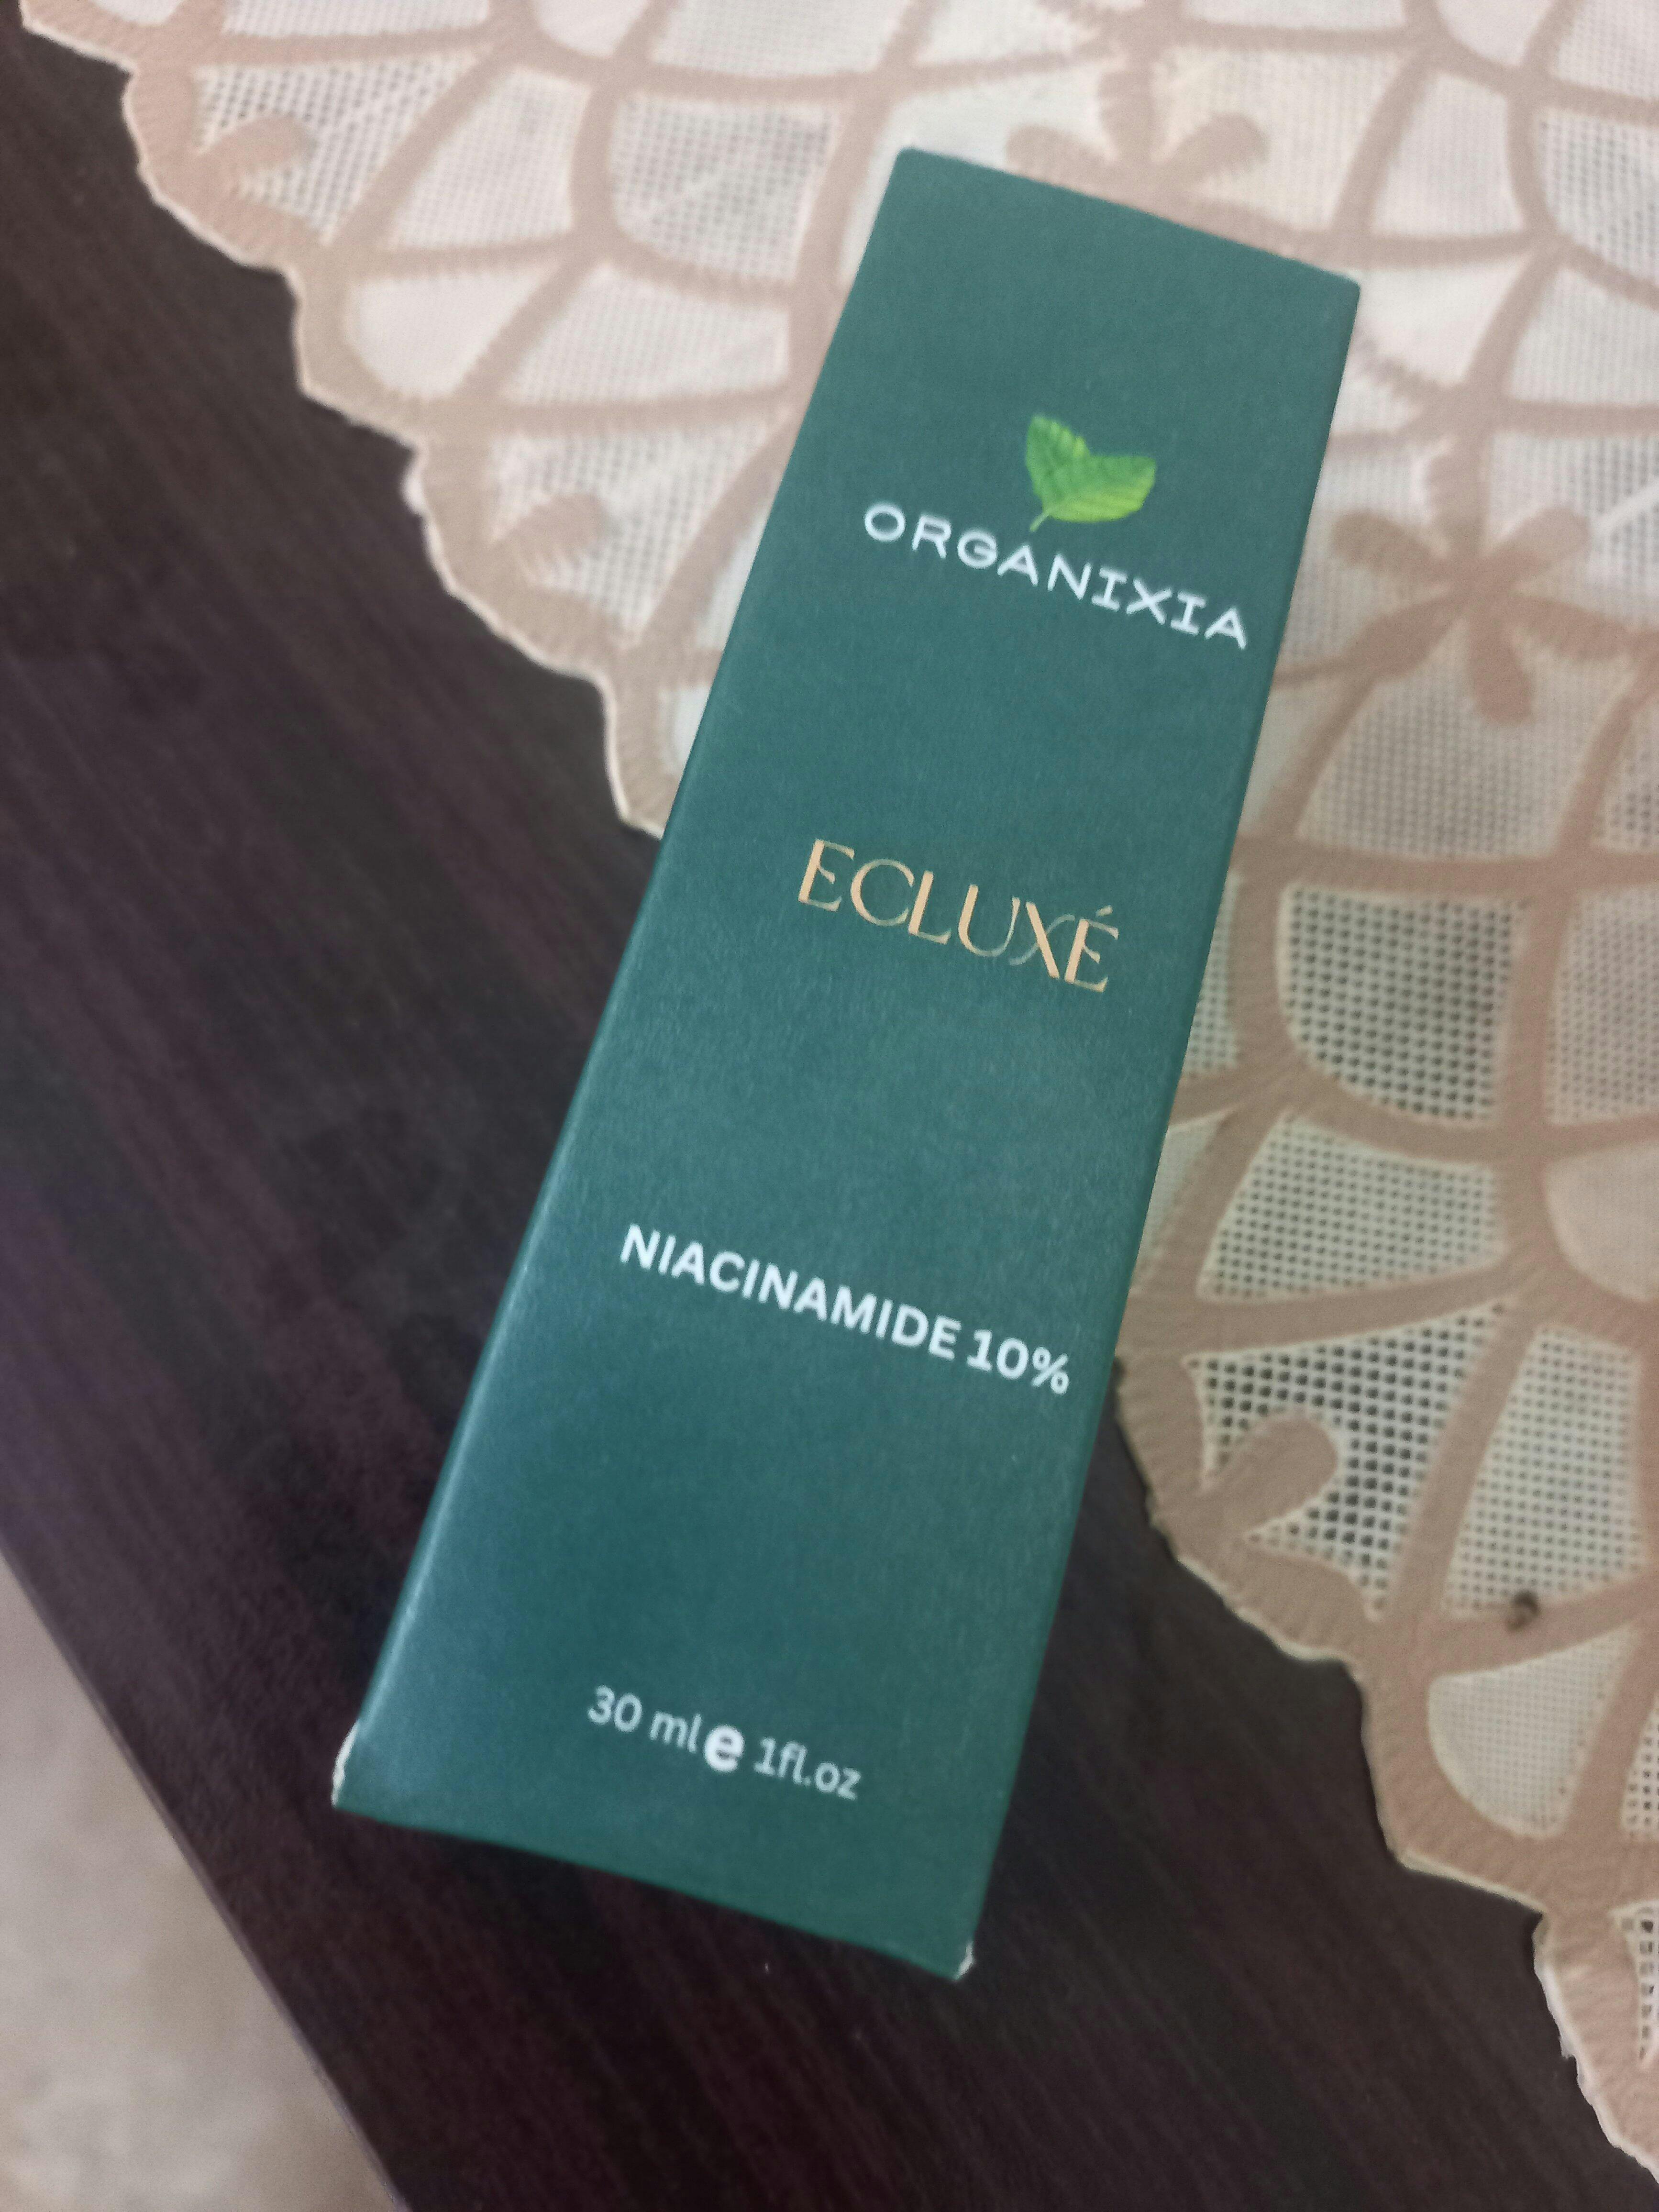 ORGANIXIA
ECLUXÉ
NIACINAMIDE 10%
30 ml e 1fl.oz